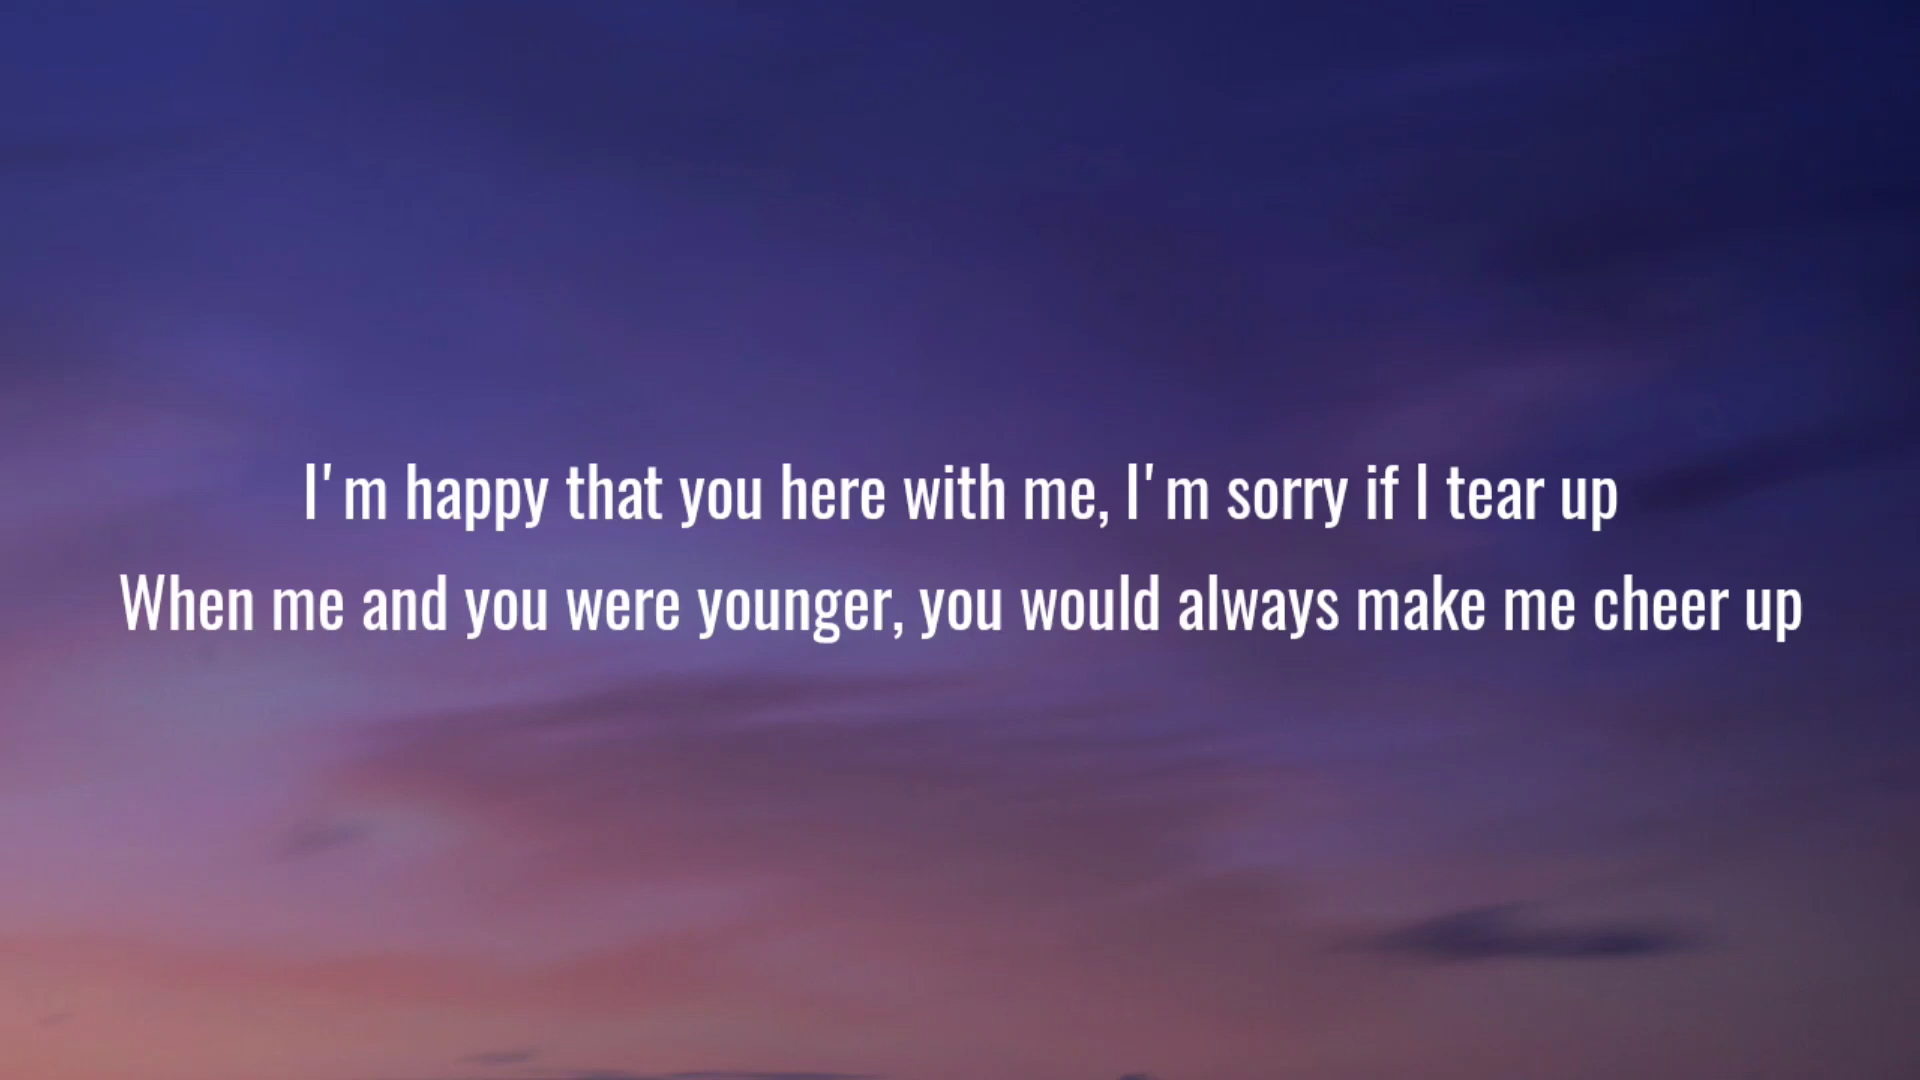 I'm happy that you here with me, I'm sorry if I tear up
When me and you were younger, you would always make me cheer up